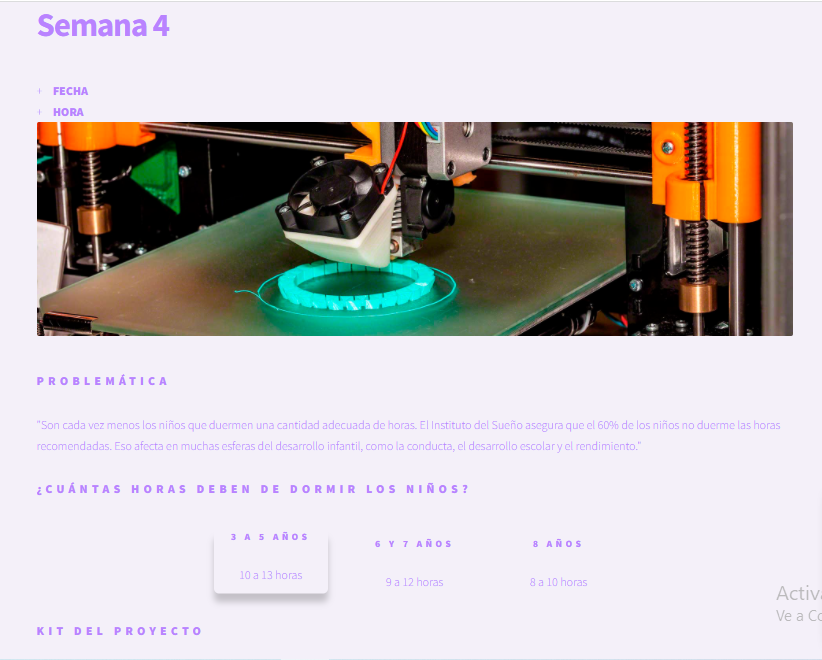 Semana 4
FECHA
HORA
PROBLEMÁTICA
"Son cada vez menos los niños que duermen una cantidad adecuada de horas. El Instituto del Sueño asegura que el 60% de los niños no duerme las horas
recomendadas. Eso afecta en muchas esferas del desarrollo infantil, como la conducta, el desarrollo escolar y el rendimiento."
¿CUÁNTAS HORAS DEBEN DE DORMIR LOS NIÑOS?
3 A 5 AÑOS
6 Y 7 AÑOS
8 AÑOS
10 a 13 horas
9 a 12 horas
8 a 10 horas
Activ
Ve a Co
KIT DEL PROYECTO